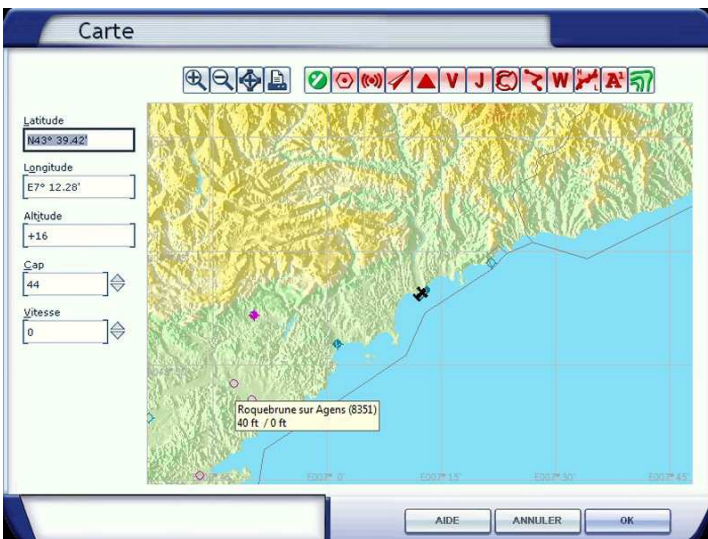 Carte
V J W A¹
Latitude
N43° 39.42'
Longitude
E7° 12.28'
Altitude
+16
Cap
44
Vitesse
0
Roquebrune sur Agens (8351)
40 ft / 0 ft
E007° 0'
E007° 15'
E007° 30'
E007° 45'
AIDE
ANNULER
OK